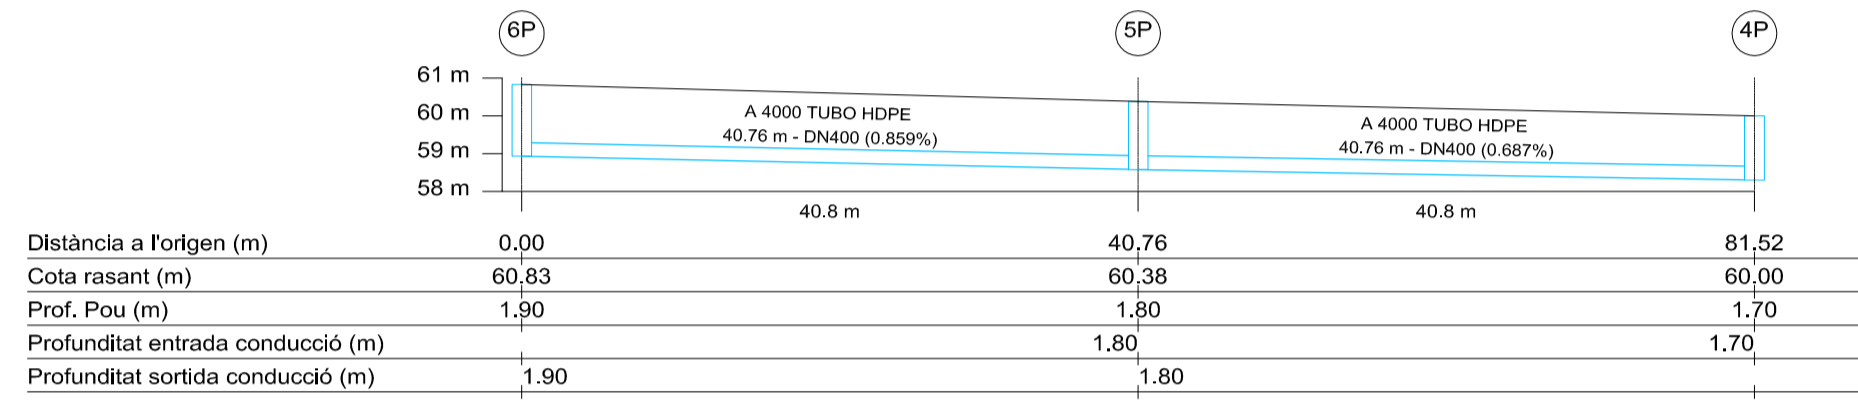 6P 5P 4P
61 m
60 m
59 m
58 m
A 4000 TUBO HDPE
40.76 m - DN400 (0.859%)
A 4000 TUBO HDPE
40.76 m - DN400 (0.687%)
40.8 m 40.8 m
Distància a l'origen (m) 0.00 40.76 81.52
Cota rasant (m) 60.83 60.38 60.00
Prof. Pou (m) 1.90 1.80 1.70
Profunditat entrada conducció (m) 1.80 1.70
Profunditat sortida conducció (m) 1.90 1.80